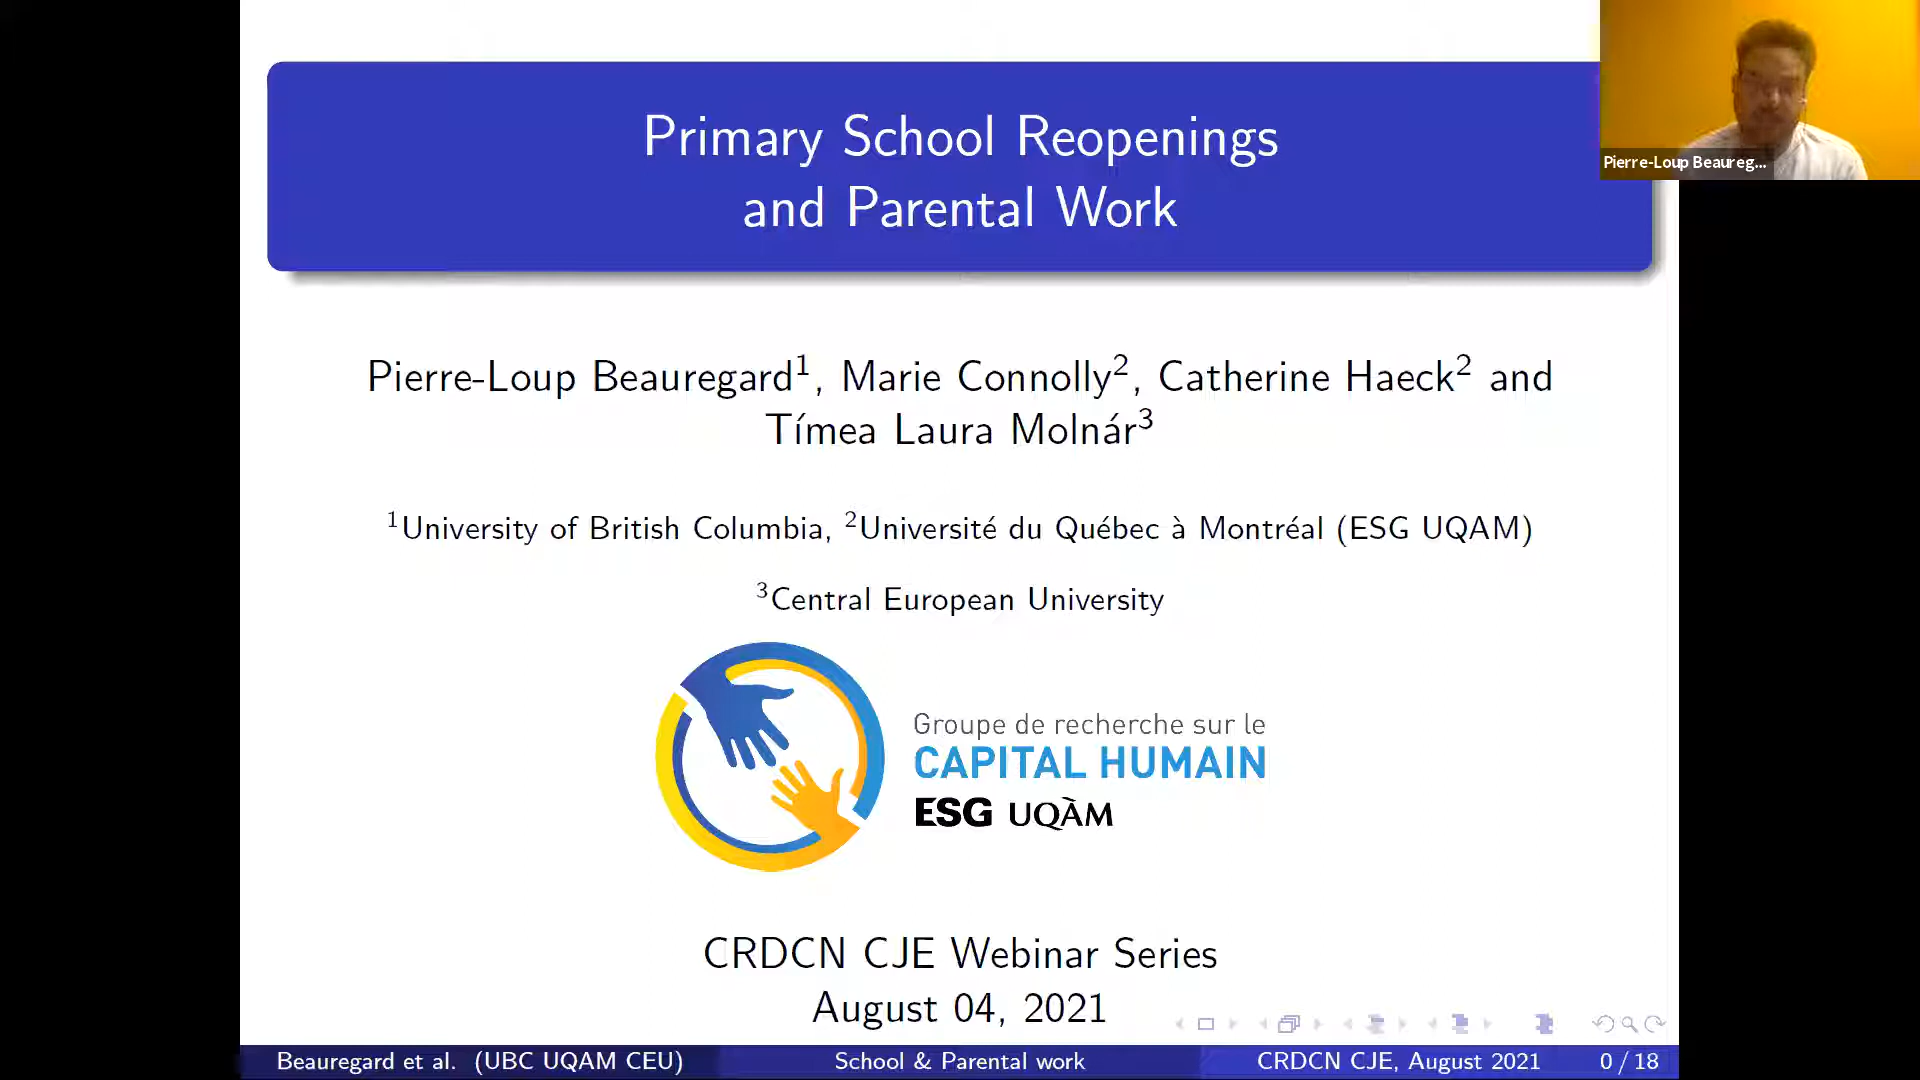 Primary School Reopenings
and Parental Work
Pierre-Loup Beaureg...
Pierre-Loup Beauregard¹, Marie Connolly², Catherine Haeck² and
Tímea Laura Molnár³
¹University of British Columbia, ²Université du Québec à Montréal (ESG UQAM)
³Central European University
Groupe de recherche sur le
CAPITAL HUMAIN
ESG UQÀM
CRDCN CJE Webinar Series
August 04, 2021
Beauregard et al. (UBC UQAM CEU) School & Parental work CRDCN CJE, August 2021 0 / 18